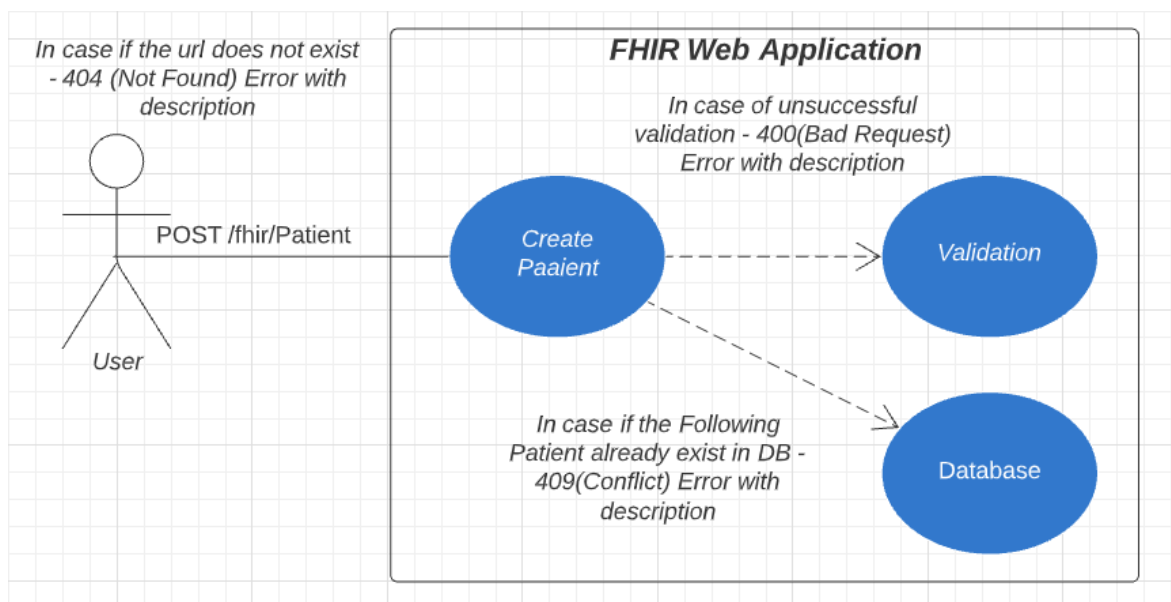 In case if the url does not exist
- 404 (Not Found) Error with
description
FHIR Web Application
In case of unsuccessful
validation - 400(Bad Request)
Error with description
POST /fhir/Patient
Create
Paaient
Validation
User
In case if the Following
Patient already exist in DB -
409(Conflict) Error with
description
Database